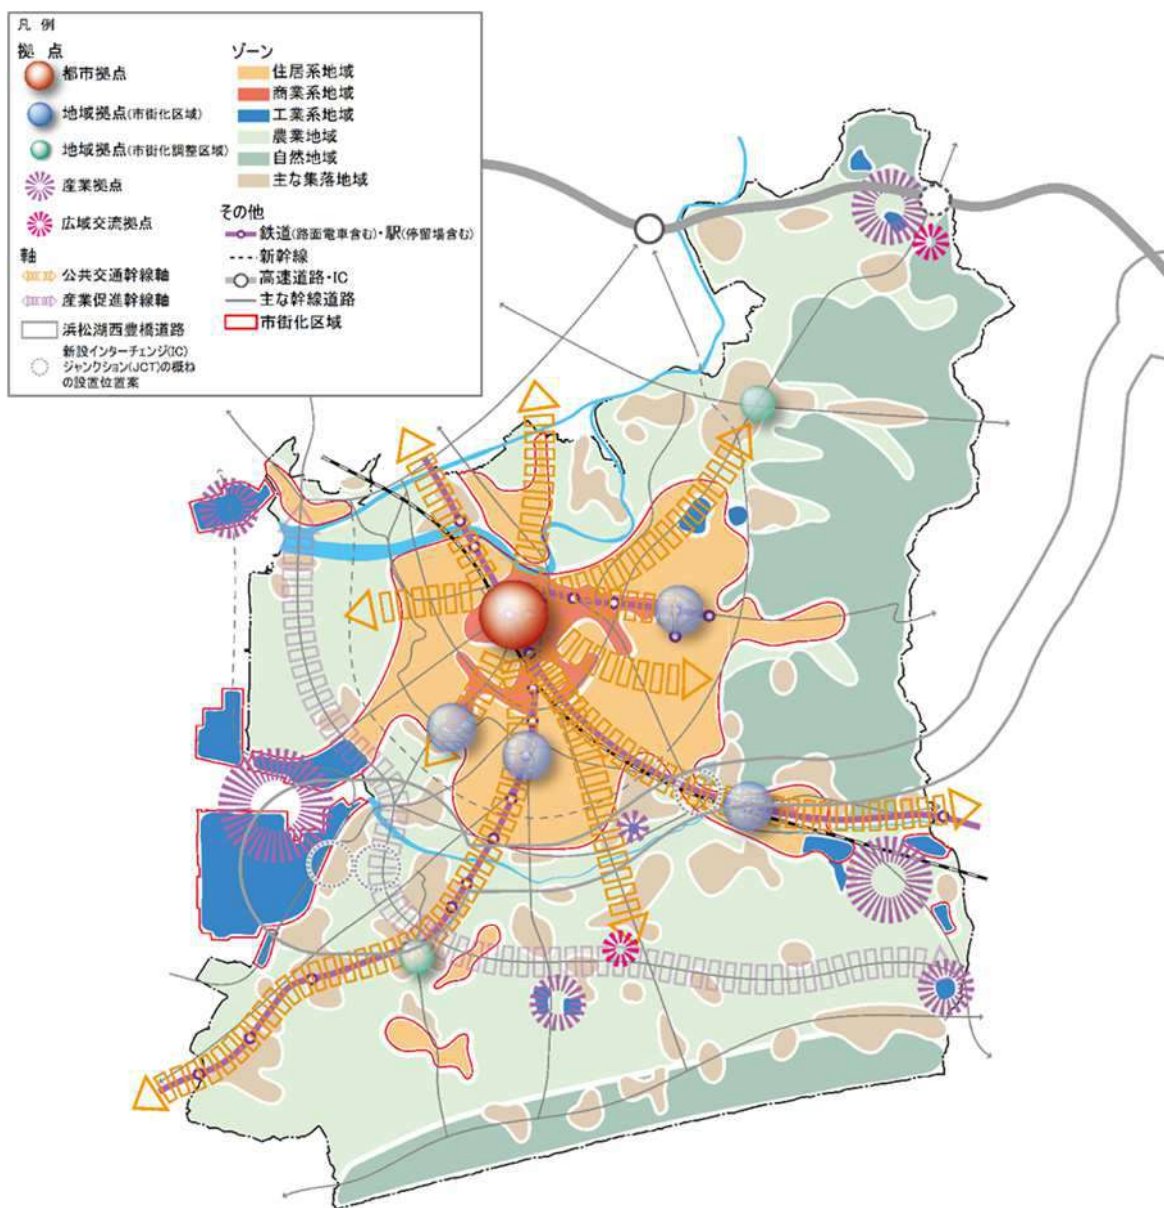 凡 例
拠 点
都市拠点
地域拠点(市街化区域)
地域拠点(市街化調整区域)
産業拠点
広域交流拠点
軸
公共交通幹線軸
産業促進幹線軸
浜松湖西豊橋道路
新設インターチェンジ(IC)
ジャンクション(JCT)の概ね
の設置位置案
ゾーン
住居系地域
商業系地域
工業系地域
農業地域
自然地域
主な集落地域
その他
鉄道(路面電車含む)・駅(停留場含む)
新幹線
高速道路・IC
主な幹線道路
市街化区域